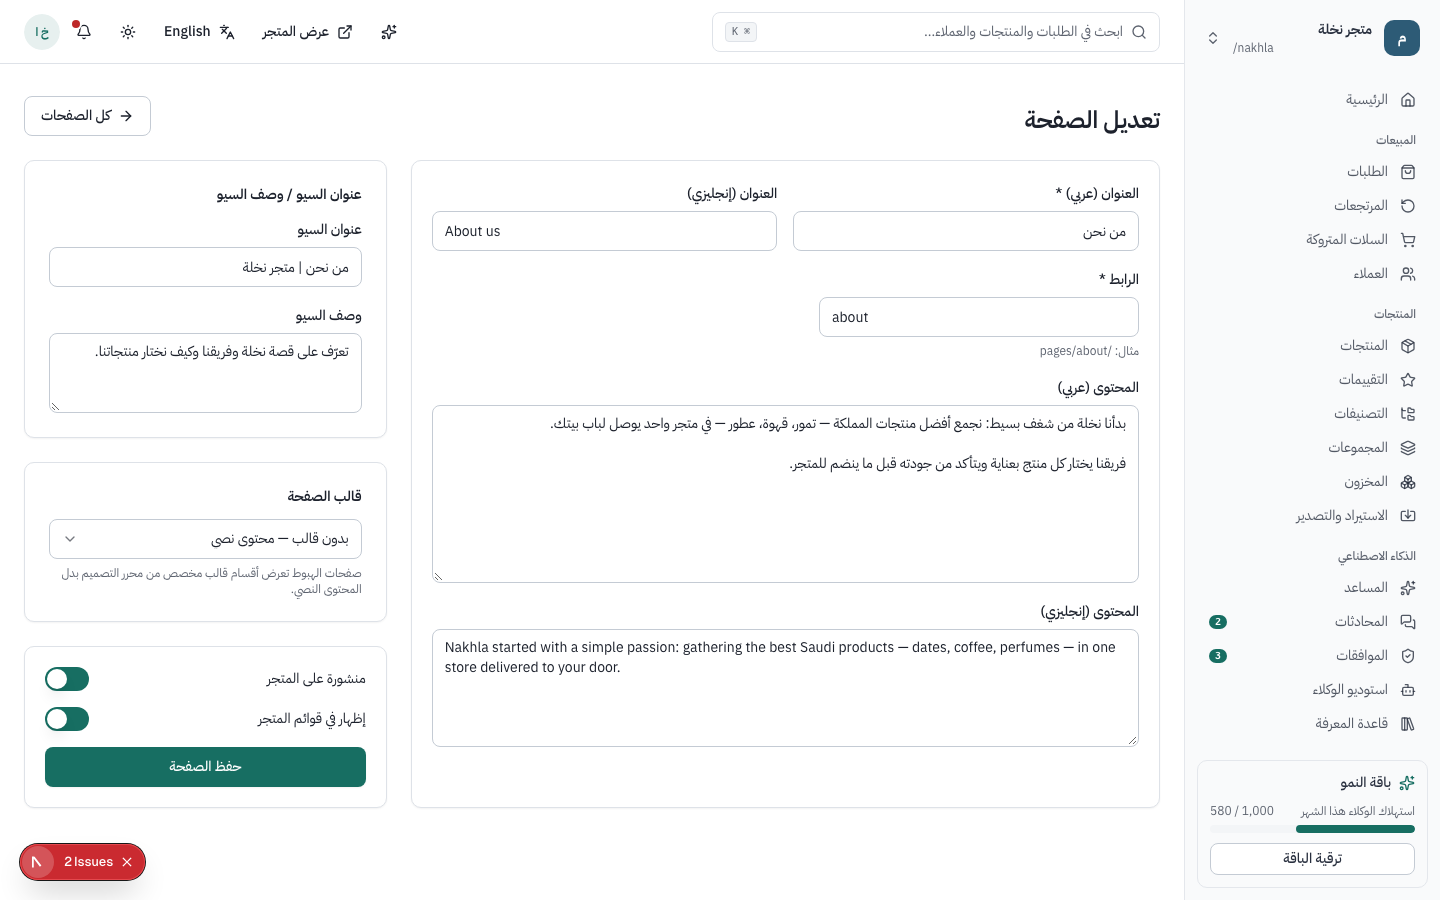 متجر نخلة
/nakhla
الرئيسية
المبيعات
الطلبات
المرتجعات
السلات المتروكة
العملاء
المنتجات
المنتجات
التقييمات
التصنيفات
المجموعات
المخزون
الاستيراد والتصدير
الذكاء الاصطناعي
المساعد
المحادثات 2
الموافقات 3
استوديو الوكلاء
قاعدة المعرفة
باقة النمو
استهلاك الوكلاء هذا الشهر 580 / 1,000
ترقية الباقة
م
ابحث في الطلبات والمنتجات والعملاء...
⌘ K
عرض المتجر
English
خ ا
تعديل الصفحة
كل الصفحات
العنوان (عربي) *
من نحن
العنوان (إنجليزي)
About us
الرابط *
about
مثال: /pages/about
المحتوى (عربي)
بدأنا نخلة من شغف بسيط: نجمع أفضل منتجات المملكة — تمور، قهوة، عطور — في متجر واحد يوصل لباب بيتك.
فريقنا يختار كل منتج بعناية ويتأكد من جودته قبل ما ينضم للمتجر.
المحتوى (إنجليزي)
Nakhla started with a simple passion: gathering the best Saudi products — dates, coffee, perfumes — in one
store delivered to your door.
عنوان السيو / وصف السيو
عنوان السيو
من نحن | متجر نخلة
وصف السيو
تعرّف على قصة نخلة وفريقنا وكيف نختار منتجاتنا.
قالب الصفحة
بدون قالب — محتوى نصي
صفحات الهبوط تعرض أقسام قالب مخصص من محرر التصميم بدل
المحتوى النصي.
منشورة على المتجر
إظهار في قوائم المتجر
حفظ الصفحة
2 Issues